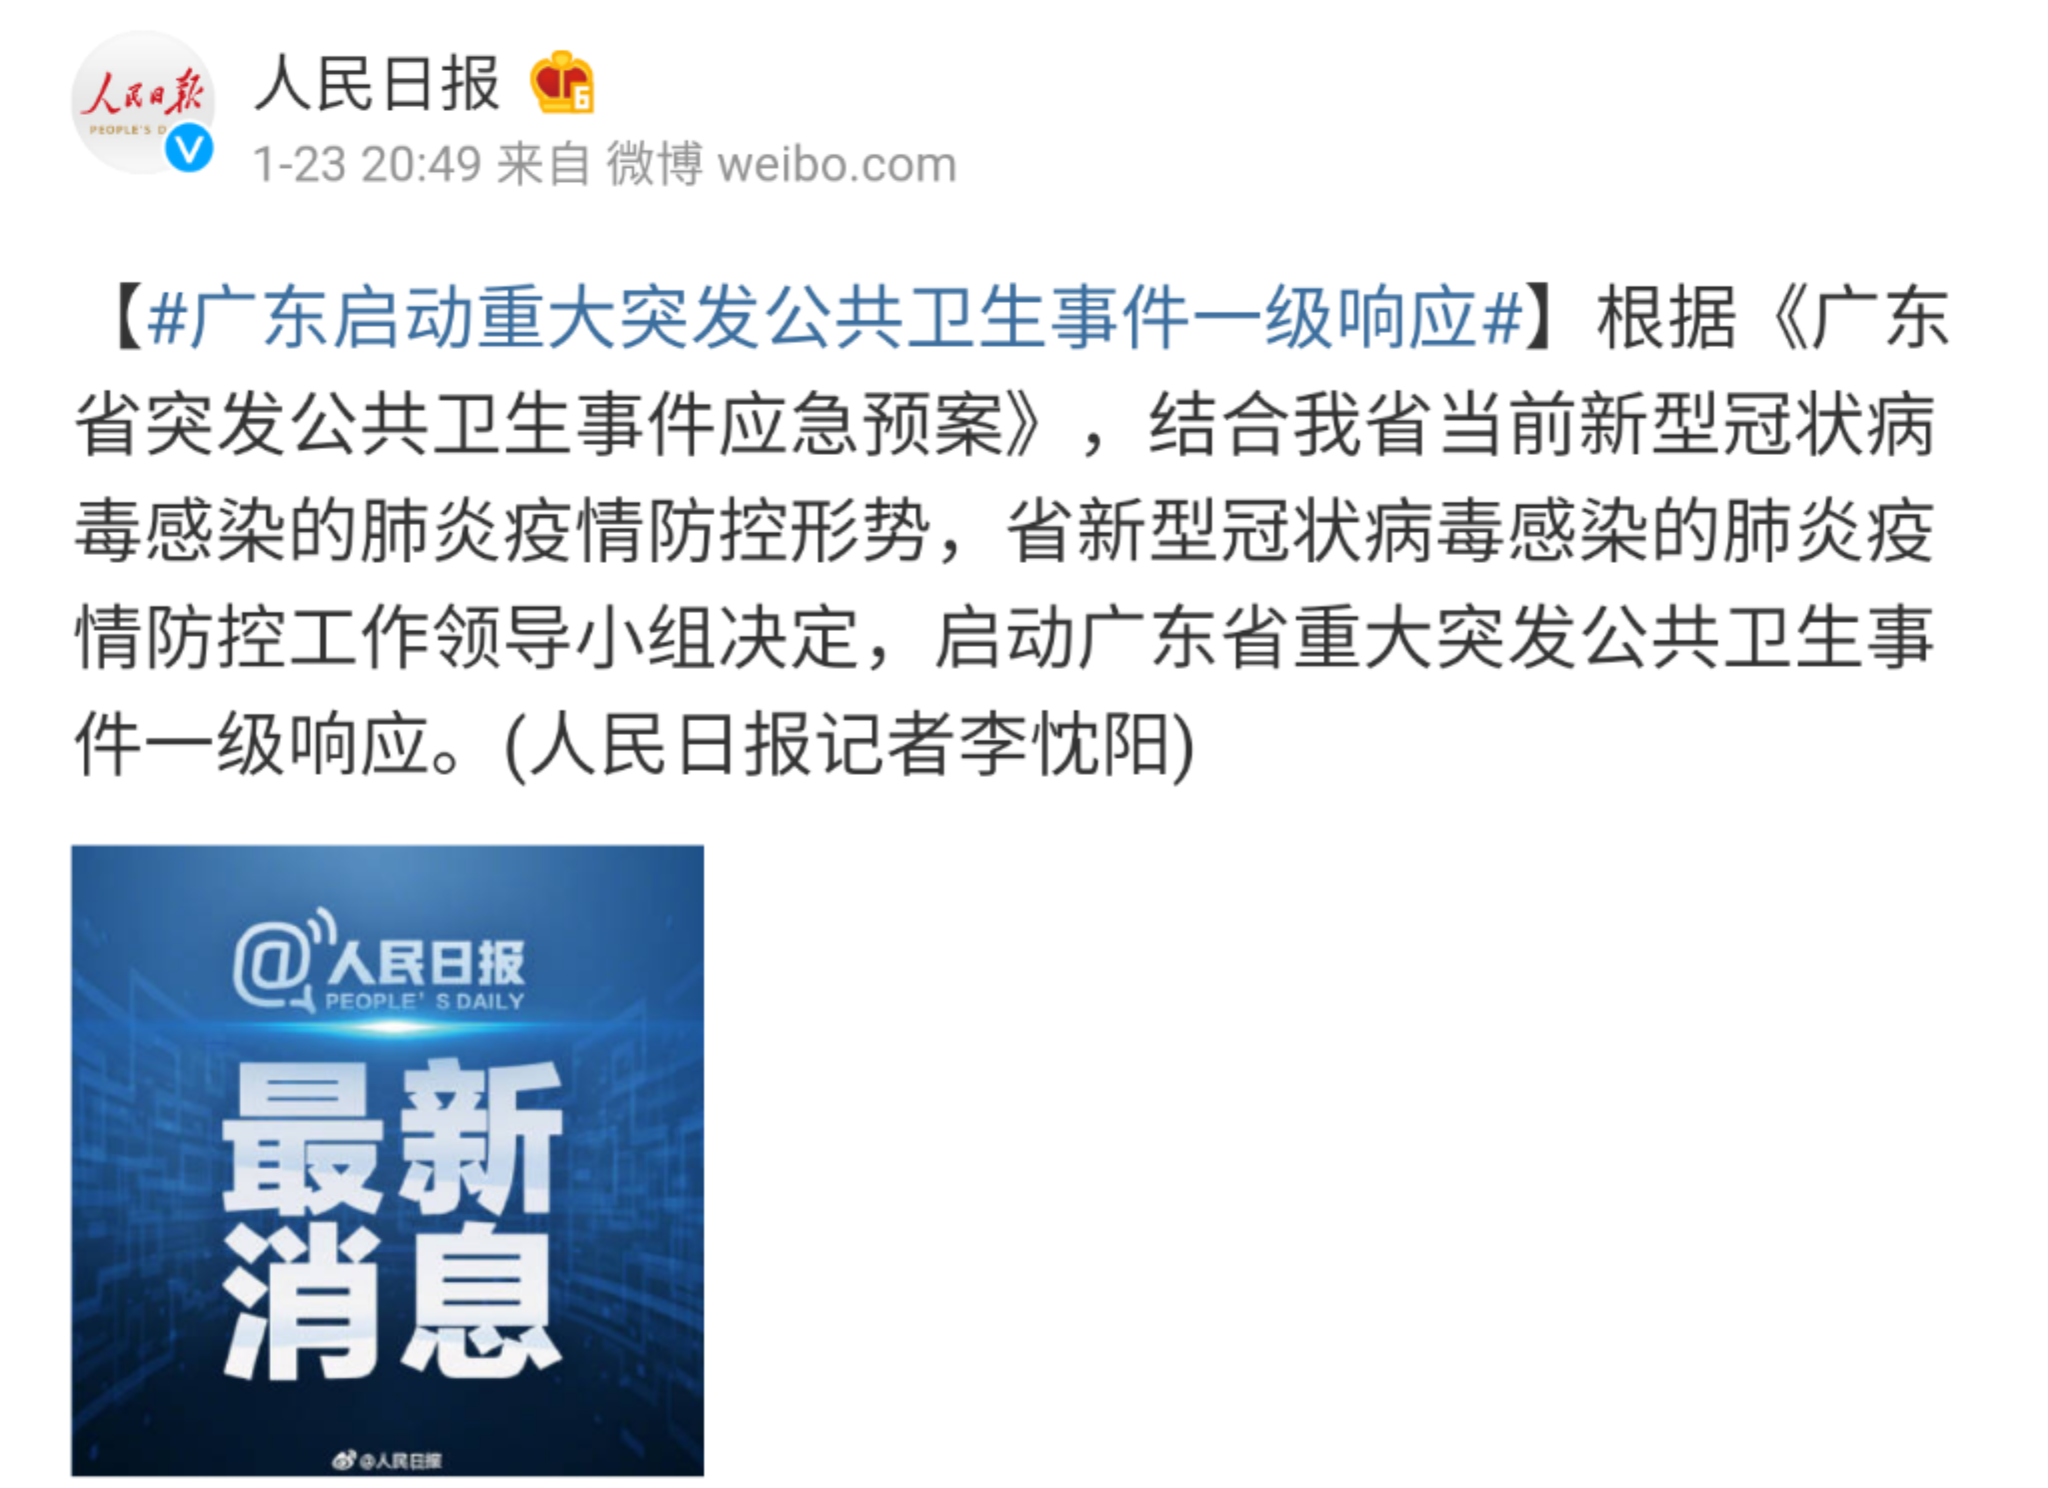 人民日报
PEOPLE'S D
人民日报
6
1-23 20:49 来自 微博 weibo.com
【#广东启动重大突发公共卫生事件一级响应#】根据《广东
省突发公共卫生事件应急预案》，结合我省当前新型冠状病
毒感染的肺炎疫情防控形势，省新型冠状病毒感染的肺炎疫
情防控工作领导小组决定，启动广东省重大突发公共卫生事
件一级响应。(人民日报记者李忱阳)
@人民日报
PEOPLE'S DAILY
最新
消息
@人民日报